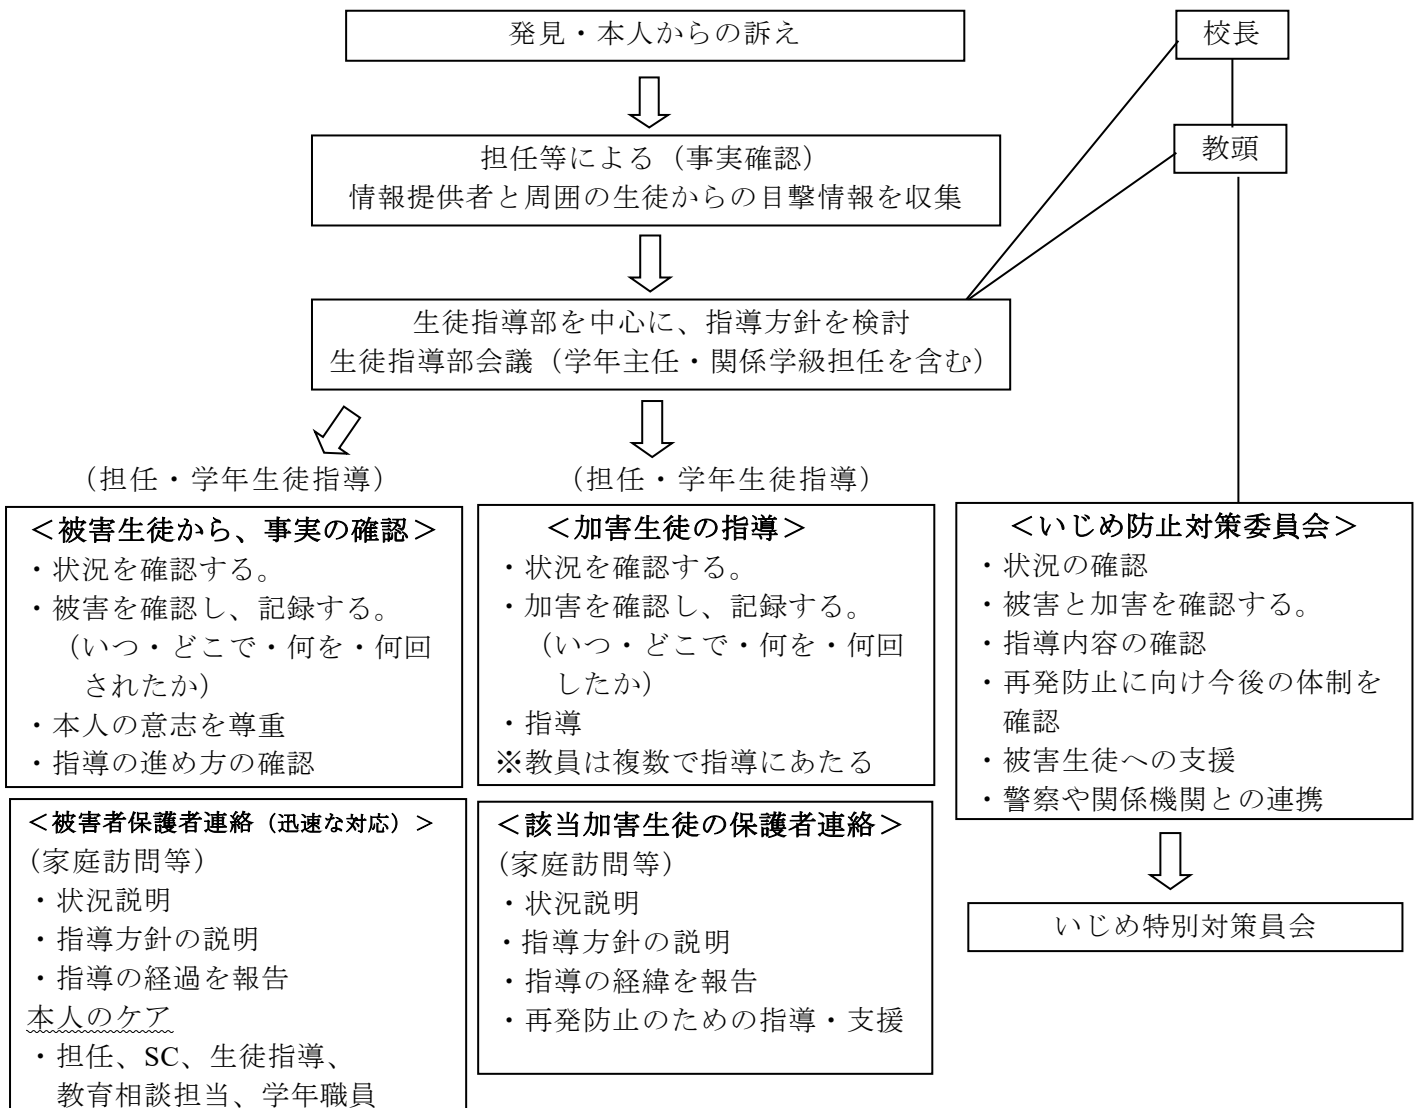 発見・本人からの訴え
校長
教頭
担任等による（事実確認）
情報提供者と周囲の生徒からの目撃情報を収集
生徒指導部を中心に、指導方針を検討
生徒指導部会議（学年主任・関係学級担任を含む）
（担任・学年生徒指導）
＜被害生徒から、事実の確認＞
・状況を確認する。
・被害を確認し、記録する。
（いつ・どこで・何を・何回
されたか）
・本人の意志を尊重
・指導の進め方の確認
＜被害者保護者連絡（迅速な対応）＞
（家庭訪問等）
・状況説明
・指導方針の説明
・指導の経過を報告
本人のケア
・担任、SC、生徒指導、
教育相談担当、学年職員
（担任・学年生徒指導）
＜加害生徒の指導＞
・状況を確認する。
・加害を確認し、記録する。
（いつ・どこで・何を・何回
したか）
・指導
※教員は複数で指導にあたる
＜該当加害生徒の保護者連絡＞
（家庭訪問等）
・状況説明
・指導方針の説明
・指導の経緯を報告
・再発防止のための指導・支援
＜いじめ防止対策委員会＞
・状況の確認
・被害と加害を確認する。
・指導内容の確認
・再発防止に向け今後の体制を
確認
・被害生徒への支援
・警察や関係機関との連携
いじめ特別対策員会